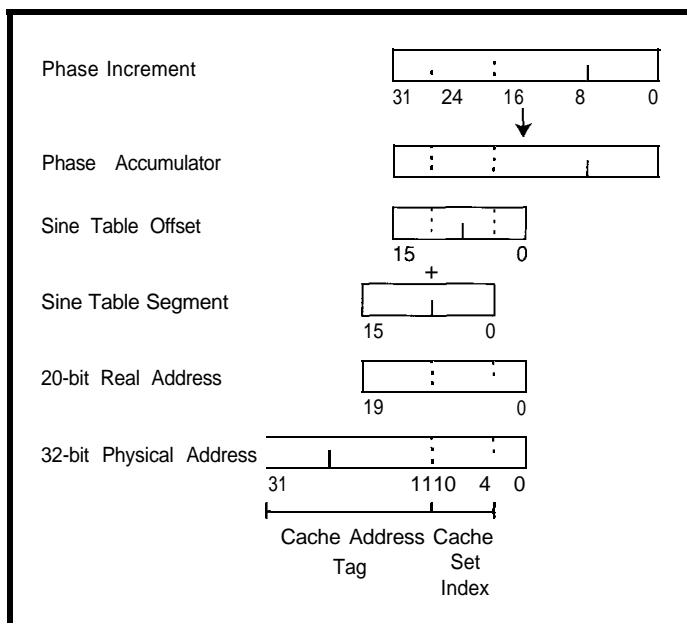 Phase Increment
31 24 16 8 0
Phase Accumulator
Sine Table Offset
15 0
+
Sine Table Segment
15 0
20-bit Real Address
19 0
32-bit Physical Address
31 1110 4 0
Cache Address Cache
Tag Set
Index